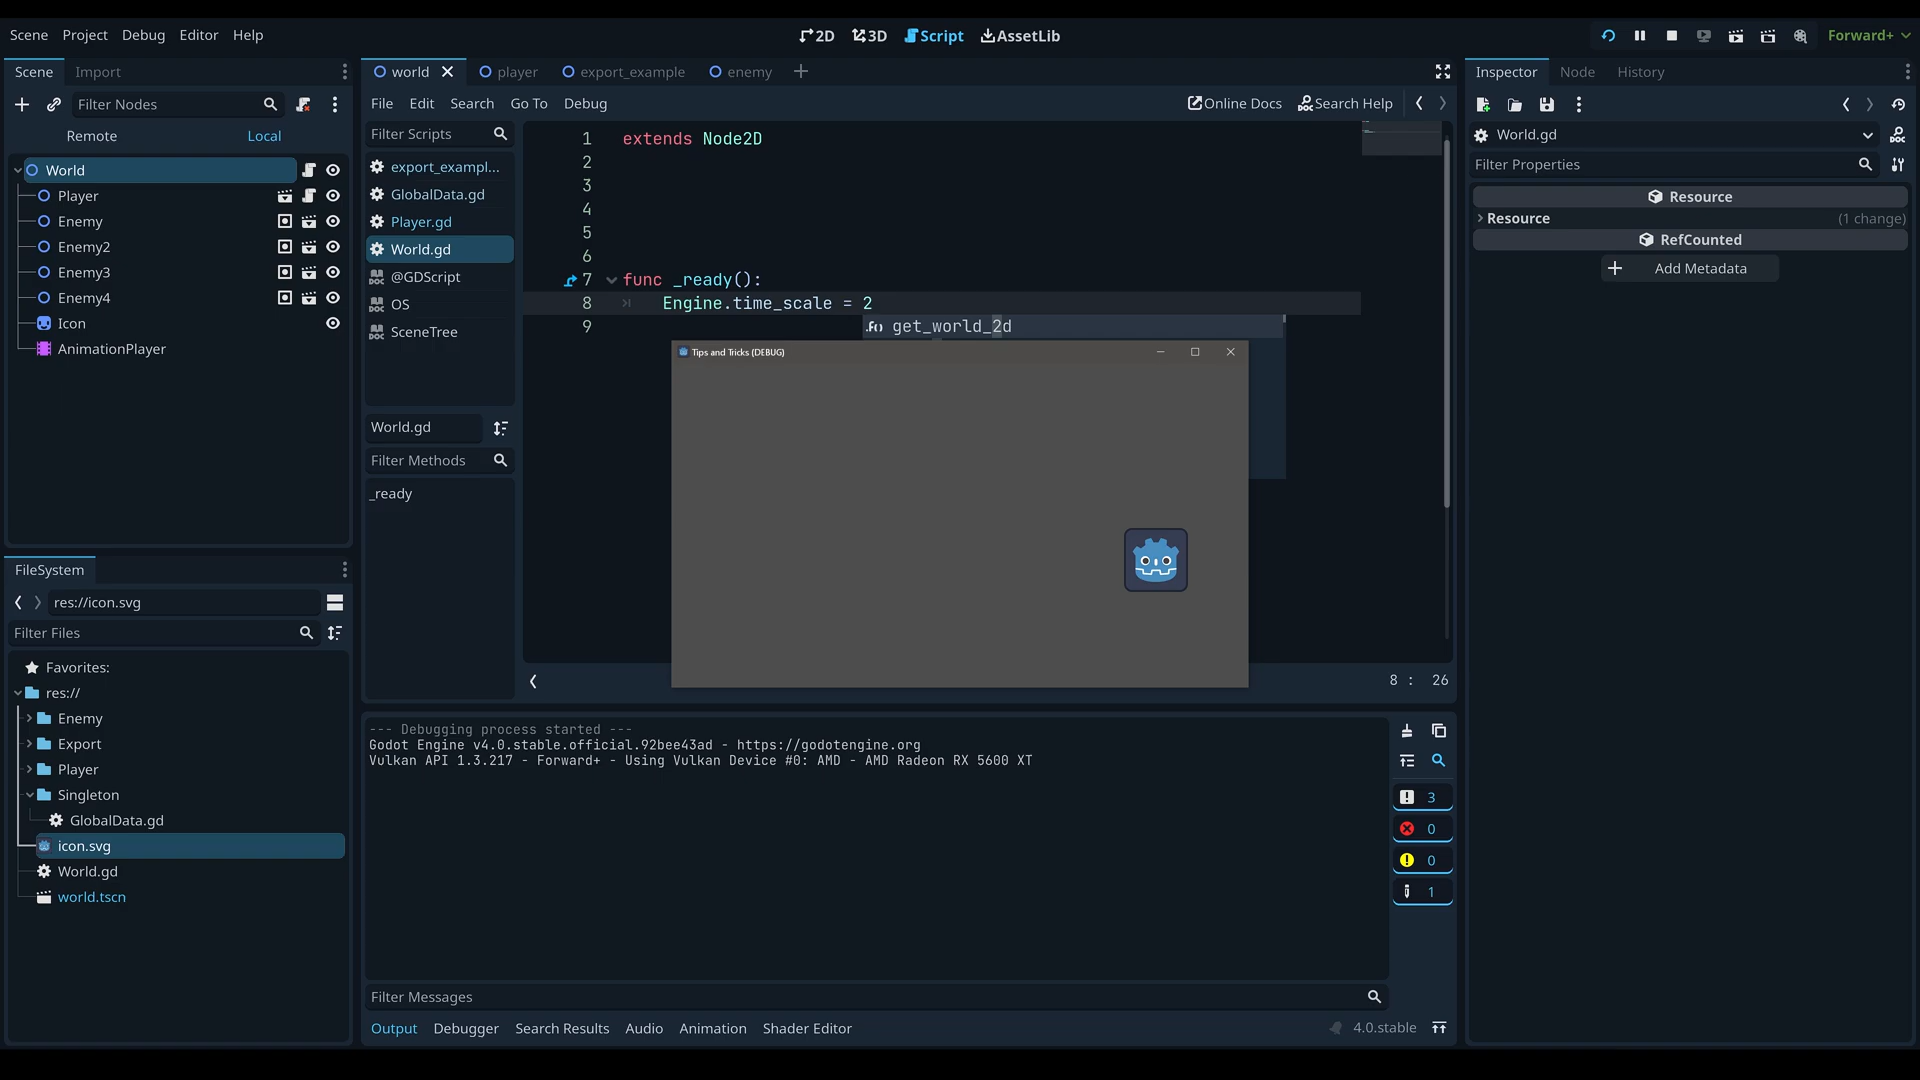 Scene Project Debug Editor Help
2D 3D Script AssetLib
Forward+
Scene Import
Filter Nodes
Remote Local
World
Player
Enemy
Enemy2
Enemy3
Enemy4
Icon
AnimationPlayer
FileSystem
res://icon.svg
Filter Files
Favorites:
res://
Enemy
Export
Player
Singleton
GlobalData.gd
icon.svg
World.gd
world.tscn
world player export_example enemy
File Edit Search Go To Debug
Online Docs Search Help
Filter Scripts
export_exampl...
GlobalData.gd
Player.gd
World.gd
@GDScript
OS
SceneTree
World.gd
Filter Methods
_ready
1 extends Node2D
2
3
4
5
6
7 func _ready():
8 Engine.time_scale = 2
9
get_world_2d
Tips and Tricks (DEBUG)
8 : 26
--- Debugging process started ---
Godot Engine v4.0.stable.official.92bee43ad - https://godotengine.org
Vulkan API 1.3.217 - Forward+ - Using Vulkan Device #0: AMD - AMD Radeon RX 5600 XT
3
0
0
1
Filter Messages
Output Debugger Search Results Audio Animation Shader Editor
4.0.stable
Inspector Node History
World.gd
Filter Properties
Resource
Resource (1 change)
RefCounted
Add Metadata